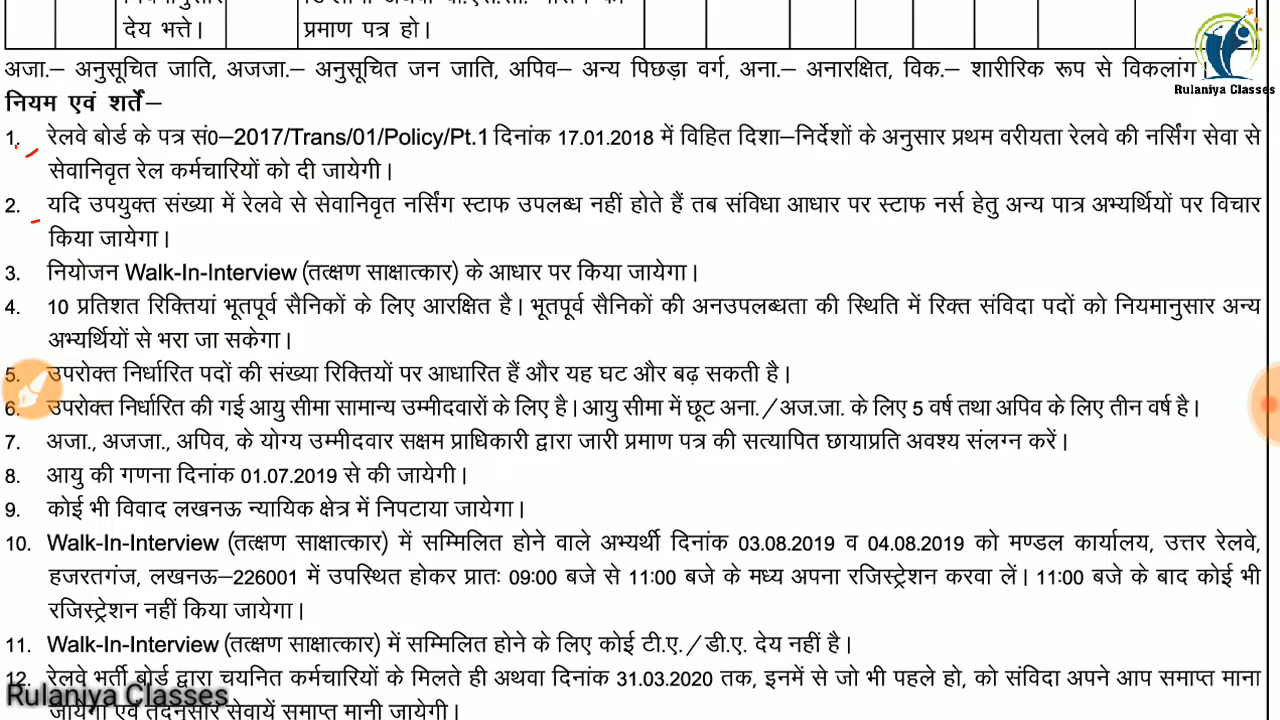 देय भत्ते।
प्रमाण पत्र हो।
अजा.– अनुसूचित जाति, अजजा.– अनुसूचित जन जाति, अपिव– अन्य पिछड़ा वर्ग, अना.– अनारक्षित, विक.– शारीरिक रूप से विकलांग।
Rulaniya Classes
नियम एवं शर्तें–
1. रेलवे बोर्ड के पत्र सं0–2017/Trans/01/Policy/Pt.1 दिनांक 17.01.2018 में विहित दिशा–निर्देशों के अनुसार प्रथम वरीयता रेलवे की नर्सिंग सेवा से
सेवानिवृत रेल कर्मचारियों को दी जायेगी।
2. यदि उपयुक्त संख्या में रेलवे से सेवानिवृत नर्सिंग स्टाफ उपलब्ध नहीं होते हैं तब संविधा आधार पर स्टाफ नर्स हेतु अन्य पात्र अभ्यर्थियों पर विचार
किया जायेगा।
3. नियोजन Walk-In-Interview (तत्क्षण साक्षात्कार) के आधार पर किया जायेगा।
4. 10 प्रतिशत रिक्तियां भूतपूर्व सैनिकों के लिए आरक्षित है। भूतपूर्व सैनिकों की अनउपलब्धता की स्थिति में रिक्त संविदा पदों को नियमानुसार अन्य
अभ्यर्थियों से भरा जा सकेगा।
5. उपरोक्त निर्धारित पदों की संख्या रिक्तियों पर आधारित हैं और यह घट और बढ़ सकती है।
6. उपरोक्त निर्धारित की गई आयु सीमा सामान्य उम्मीदवारों के लिए है। आयु सीमा में छूट अना./अज.जा. के लिए 5 वर्ष तथा अपिव के लिए तीन वर्ष है।
7. अजा., अजजा., अपिव, के योग्य उम्मीदवार सक्षम प्राधिकारी द्वारा जारी प्रमाण पत्र की सत्यापित छायाप्रति अवश्य संलग्न करें।
8. आयु की गणना दिनांक 01.07.2019 से की जायेगी।
9. कोई भी विवाद लखनऊ न्यायिक क्षेत्र में निपटाया जायेगा।
10. Walk-In-Interview (तत्क्षण साक्षात्कार) में सम्मिलित होने वाले अभ्यर्थी दिनांक 03.08.2019 व 04.08.2019 को मण्डल कार्यालय, उत्तर रेलवे,
हजरतगंज, लखनऊ–226001 में उपस्थित होकर प्रातः 09:00 बजे से 11:00 बजे के मध्य अपना रजिस्ट्रेशन करवा लें। 11:00 बजे के बाद कोई भी
रजिस्ट्रेशन नहीं किया जायेगा।
11. Walk-In-Interview (तत्क्षण साक्षात्कार) में सम्मिलित होने के लिए कोई टी.ए./डी.ए. देय नहीं है।
12. रेलवे भर्ती बोर्ड द्वारा चयनित कर्मचारियों के मिलते ही अथवा दिनांक 31.03.2020 तक, इनमें से जो भी पहले हो, को संविदा अपने आप समाप्त माना
Rulaniya Classes
जायेगा एवं तदनुसार सेवायें समाप्त मानी जायेगी।